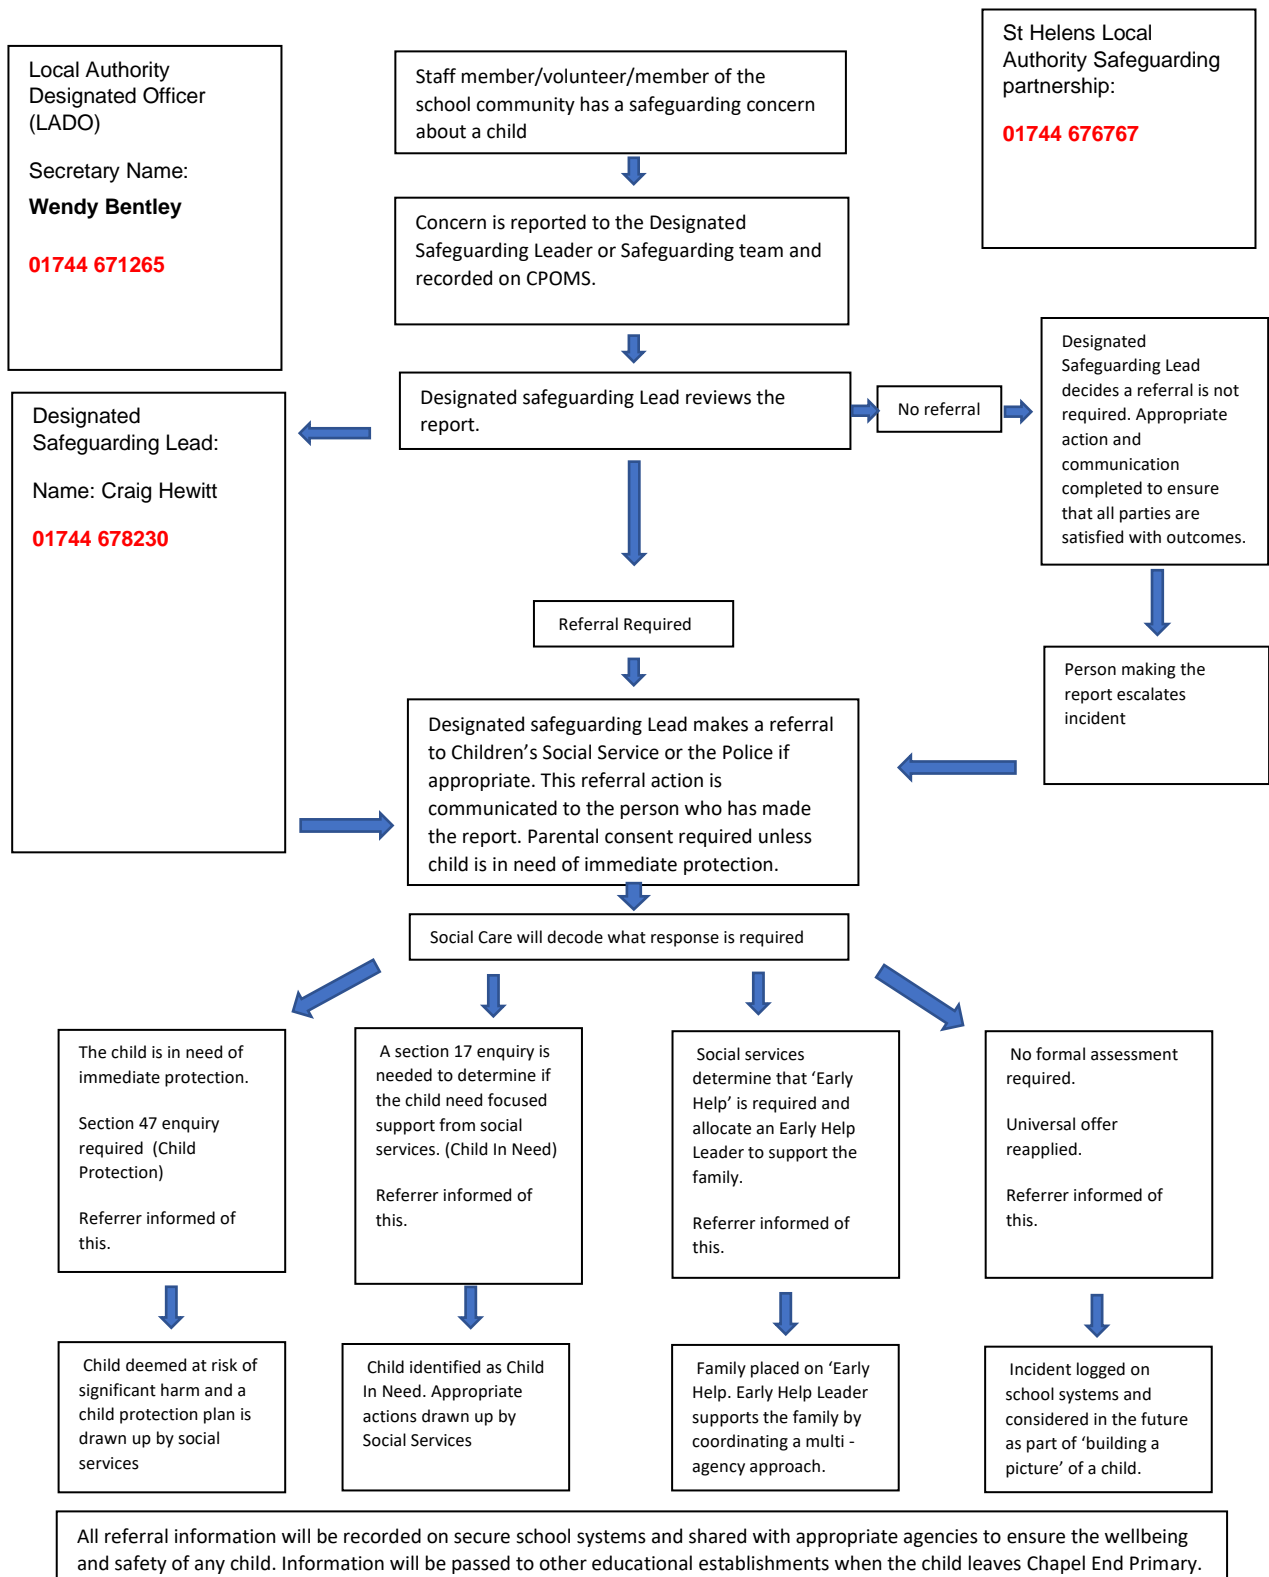 Local Authority
Designated Officer
(LADO)
Secretary Name:
Wendy Bentley
01744 671265
Staff member/volunteer/member of the
school community has a safeguarding concern
about a child
St Helens Local
Authority Safeguarding
partnership:
01744 676767
Concern is reported to the Designated
Safeguarding Leader or Safeguarding team and
recorded on CPOMS.
Designated safeguarding Lead reviews the
report.
No referral
Designated
Safeguarding Lead
decides a referral is not
required. Appropriate
action and
communication
completed to ensure
that all parties are
satisfied with outcomes.
Designated
Safeguarding Lead:
Name: Craig Hewitt
01744 678230
Referral Required
Person making the
report escalates
incident
Designated safeguarding Lead makes a referral
to Children’s Social Service or the Police if
appropriate. This referral action is
communicated to the person who has made
the report. Parental consent required unless
child is in need of immediate protection.
Social Care will decode what response is required
The child is in need of
immediate protection.
Section 47 enquiry
required (Child
Protection)
Referrer informed of
this.
A section 17 enquiry is
needed to determine if
the child need focused
support from social
services. (Child In Need)
Referrer informed of
this.
Social services
determine that ‘Early
Help’ is required and
allocate an Early Help
Leader to support the
family.
Referrer informed of
this.
No formal assessment
required.
Universal offer
reapplied.
Referrer informed of
this.
Child deemed at risk of
significant harm and a
child protection plan is
drawn up by social
services
Child identified as Child
In Need. Appropriate
actions drawn up by
Social Services
Family placed on ‘Early
Help. Early Help Leader
supports the family by
coordinating a multi -
agency approach.
Incident logged on
school systems and
considered in the future
as part of ‘building a
picture’ of a child.
All referral information will be recorded on secure school systems and shared with appropriate agencies to ensure the wellbeing
and safety of any child. Information will be passed to other educational establishments when the child leaves Chapel End Primary.